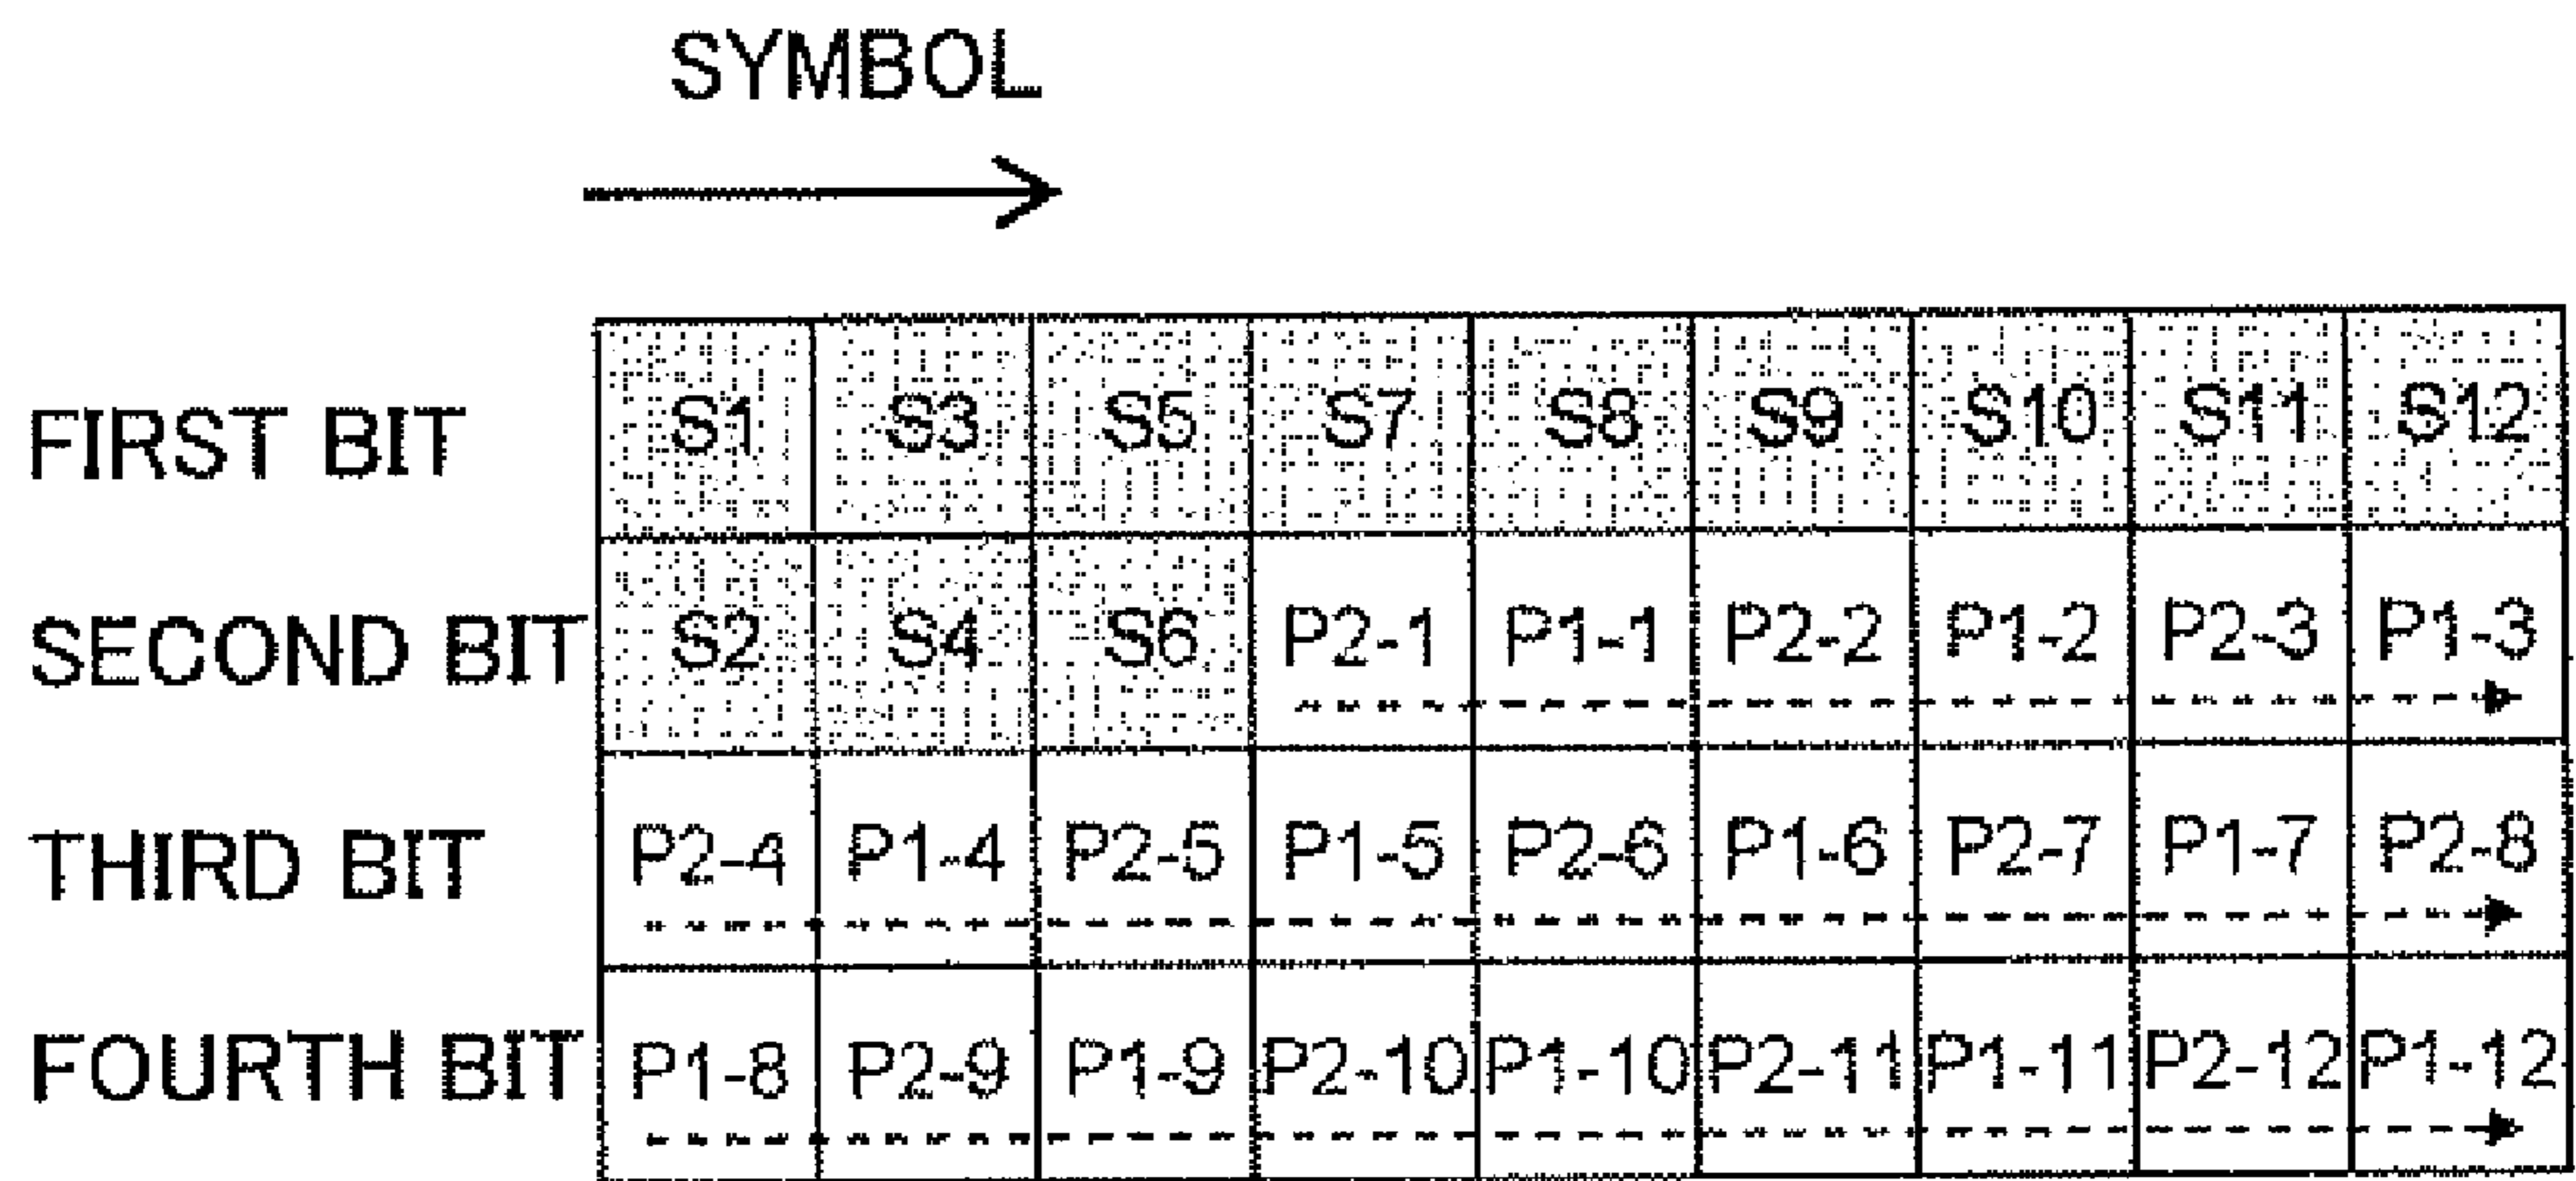 SYMBOL
FIRST BIT S1 S3 S5 S7 S8 S9 S10 S11 S12
SECOND BIT S2 S4 S6 P2-1 P1-1 P2-2 P1-2 P2-3 P1-3
THIRD BIT P2-4 P1-4 P2-5 P1-5 P2-6 P1-6 P2-7 P1-7 P2-8
FOURTH BIT P1-8 P2-9 P1-9 P2-10 P1-10 P2-11 P1-11 P2-12 P1-12